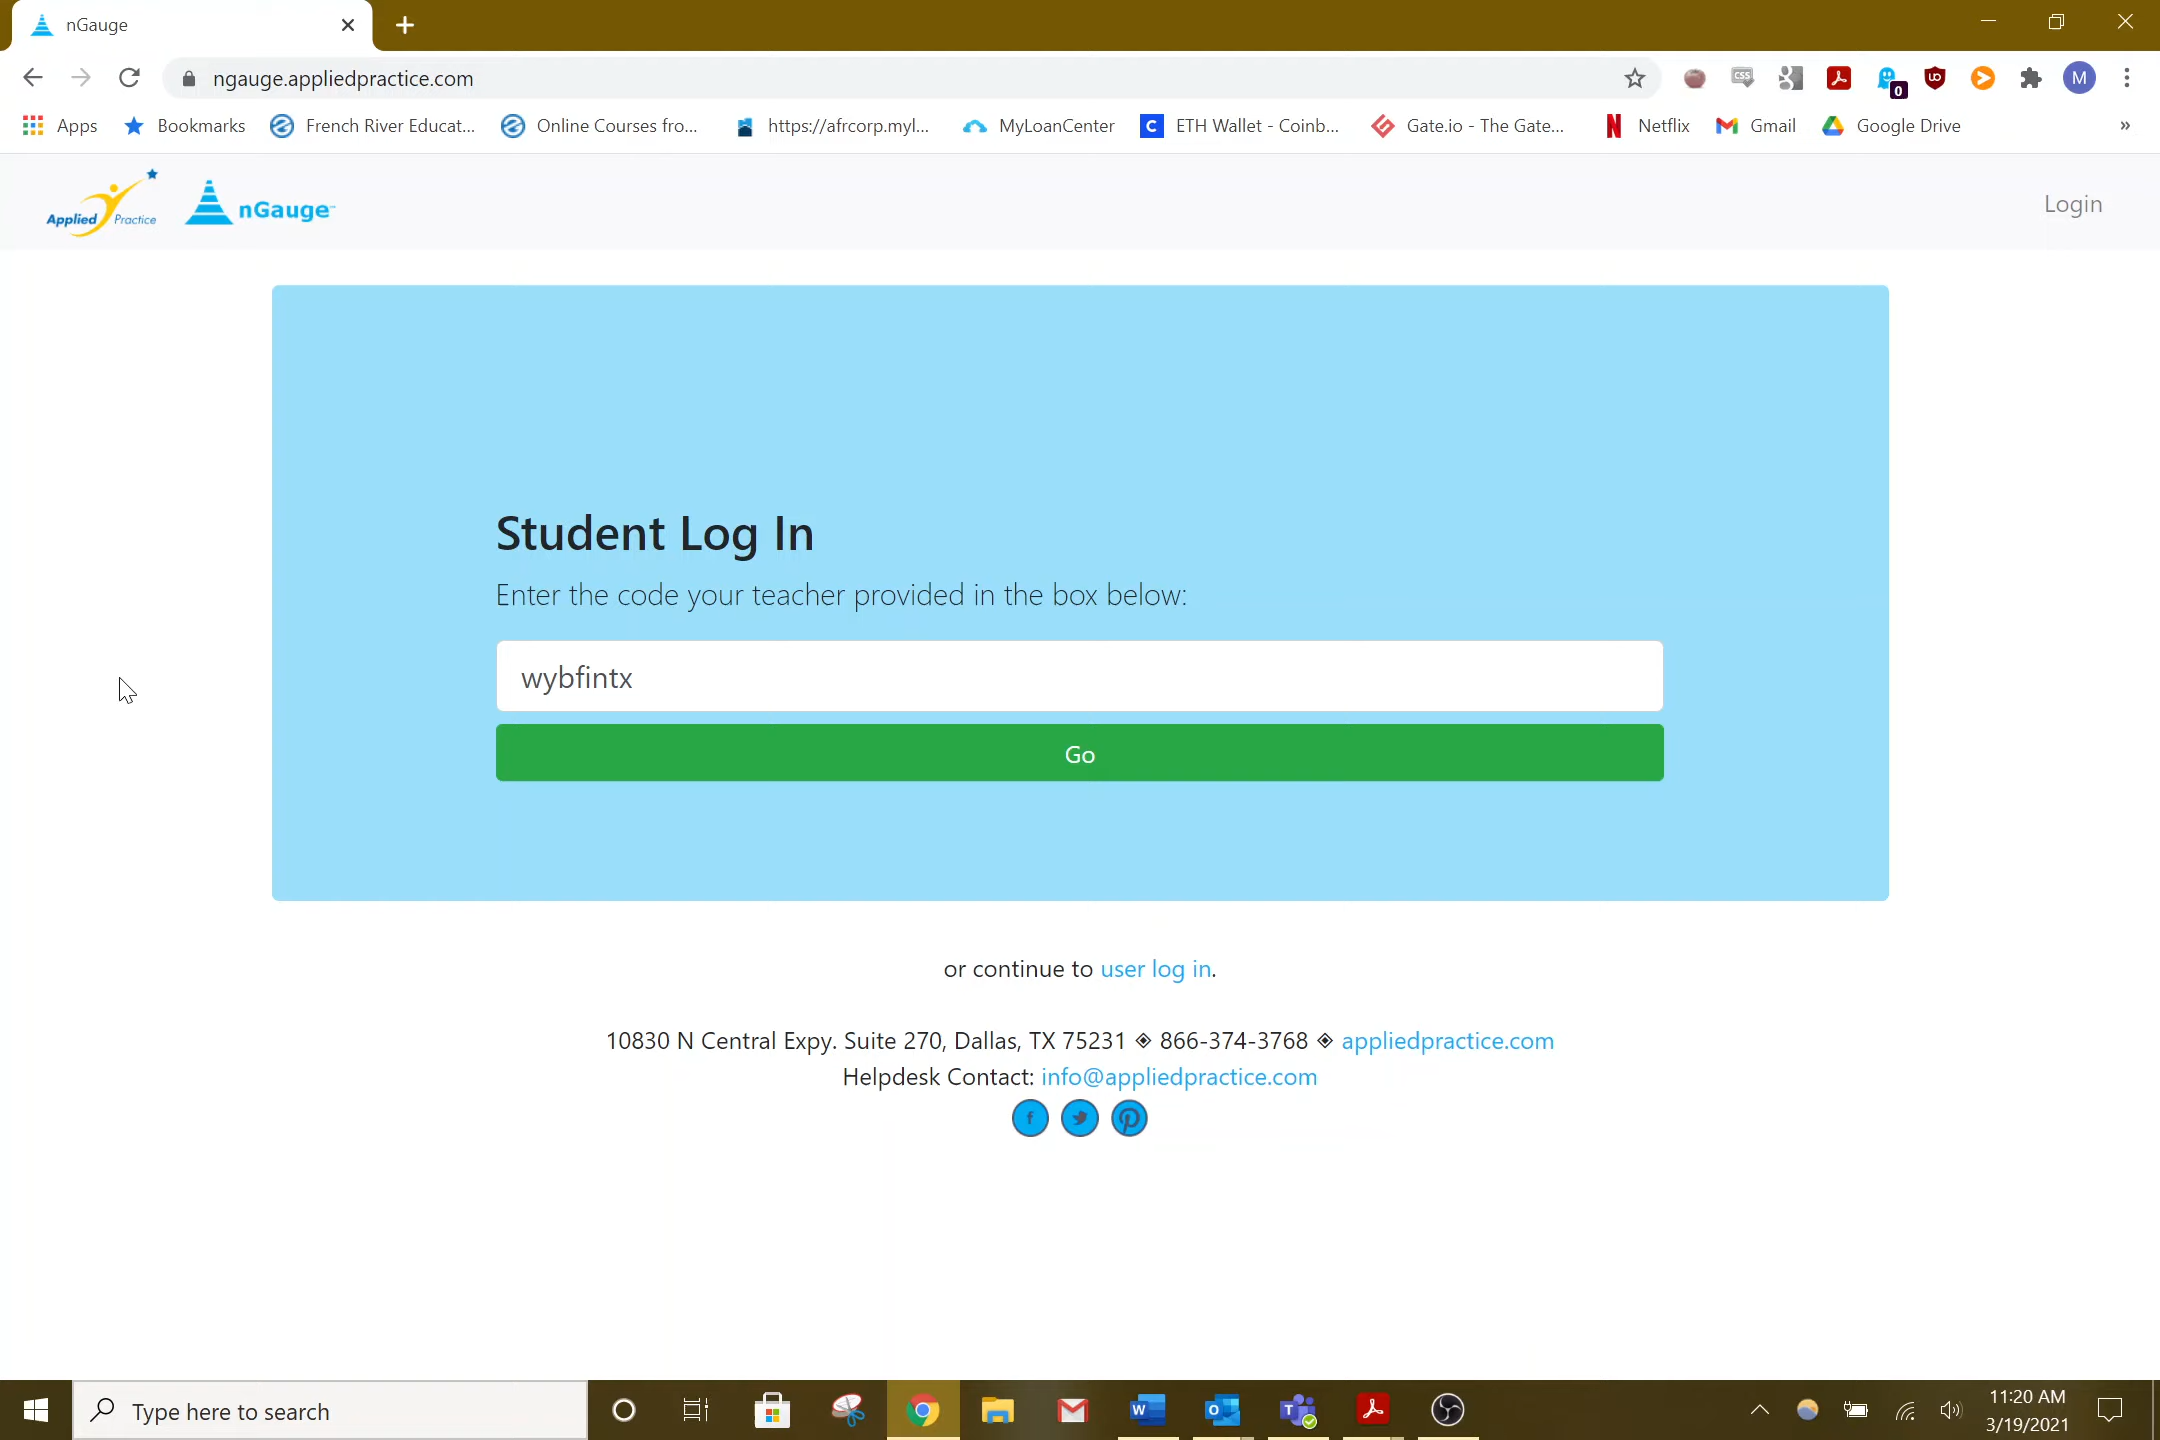 nGauge
ngauge.appliedpractice.com
CSS
0
M
Apps
Bookmarks
French River Educat...
Online Courses fro...
https://afrcorp.myl...
MyLoanCenter
C
ETH Wallet - Coinb...
Gate.io - The Gate...
N
Netflix
Gmail
Google Drive
»
Applied Practice
nGauge™
Login
Student Log In
Enter the code your teacher provided in the box below:
wybfintx
Go
or continue to user log in.
10830 N Central Expy. Suite 270, Dallas, TX 75231 ◈ 866-374-3768 ◈ appliedpractice.com
Helpdesk Contact: info@appliedpractice.com
Type here to search
11:20 AM
3/19/2021